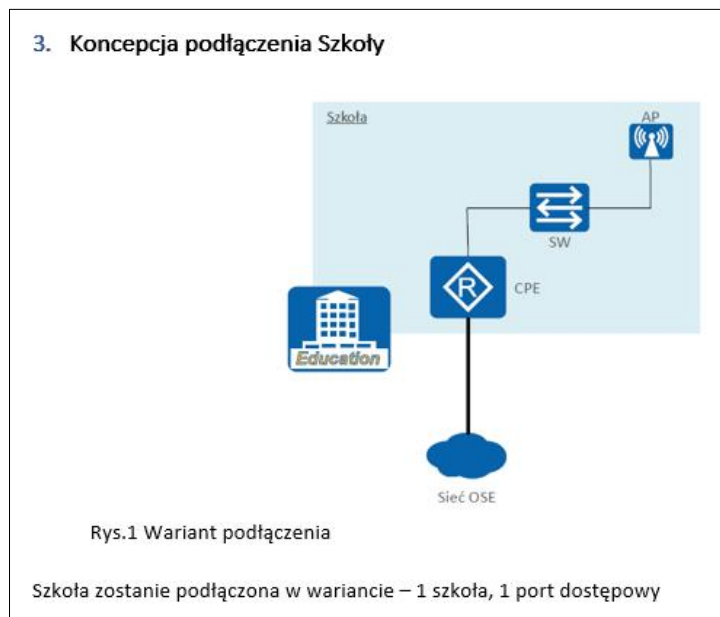 3. Koncepcja podłączenia Szkoły
Szkoła
AP
SW
R
CPE
Education
Sieć OSE
Rys.1 Wariant podłączenia
Szkoła zostanie podłączona w wariancie – 1 szkoła, 1 port dostępowy